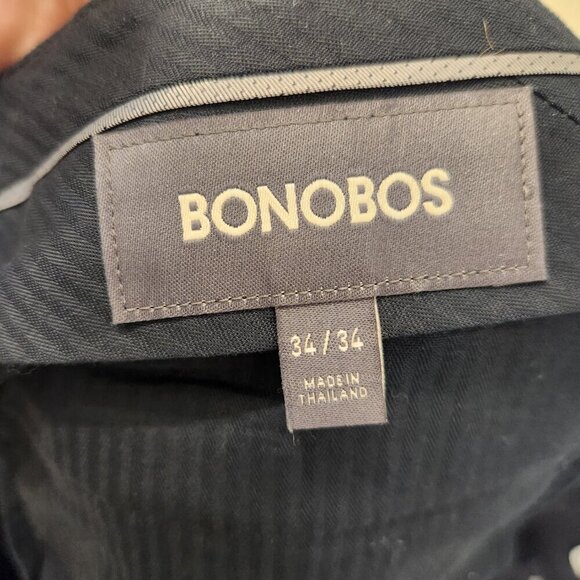 BONOBOS
34/34
MADE IN
THAILAND